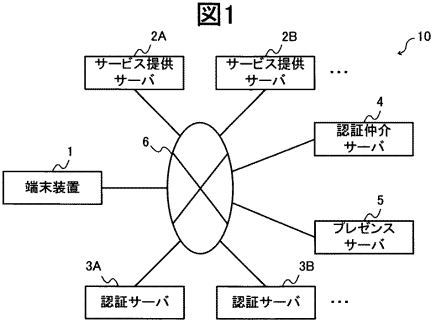 図1
2A
サービス提供
サーバ
2B
サービス提供
サーバ
…
10
4
認証仲介
サーバ
6
1
端末装置
5
プレゼンス
サーバ
3A
認証サーバ
3B
認証サーバ
…